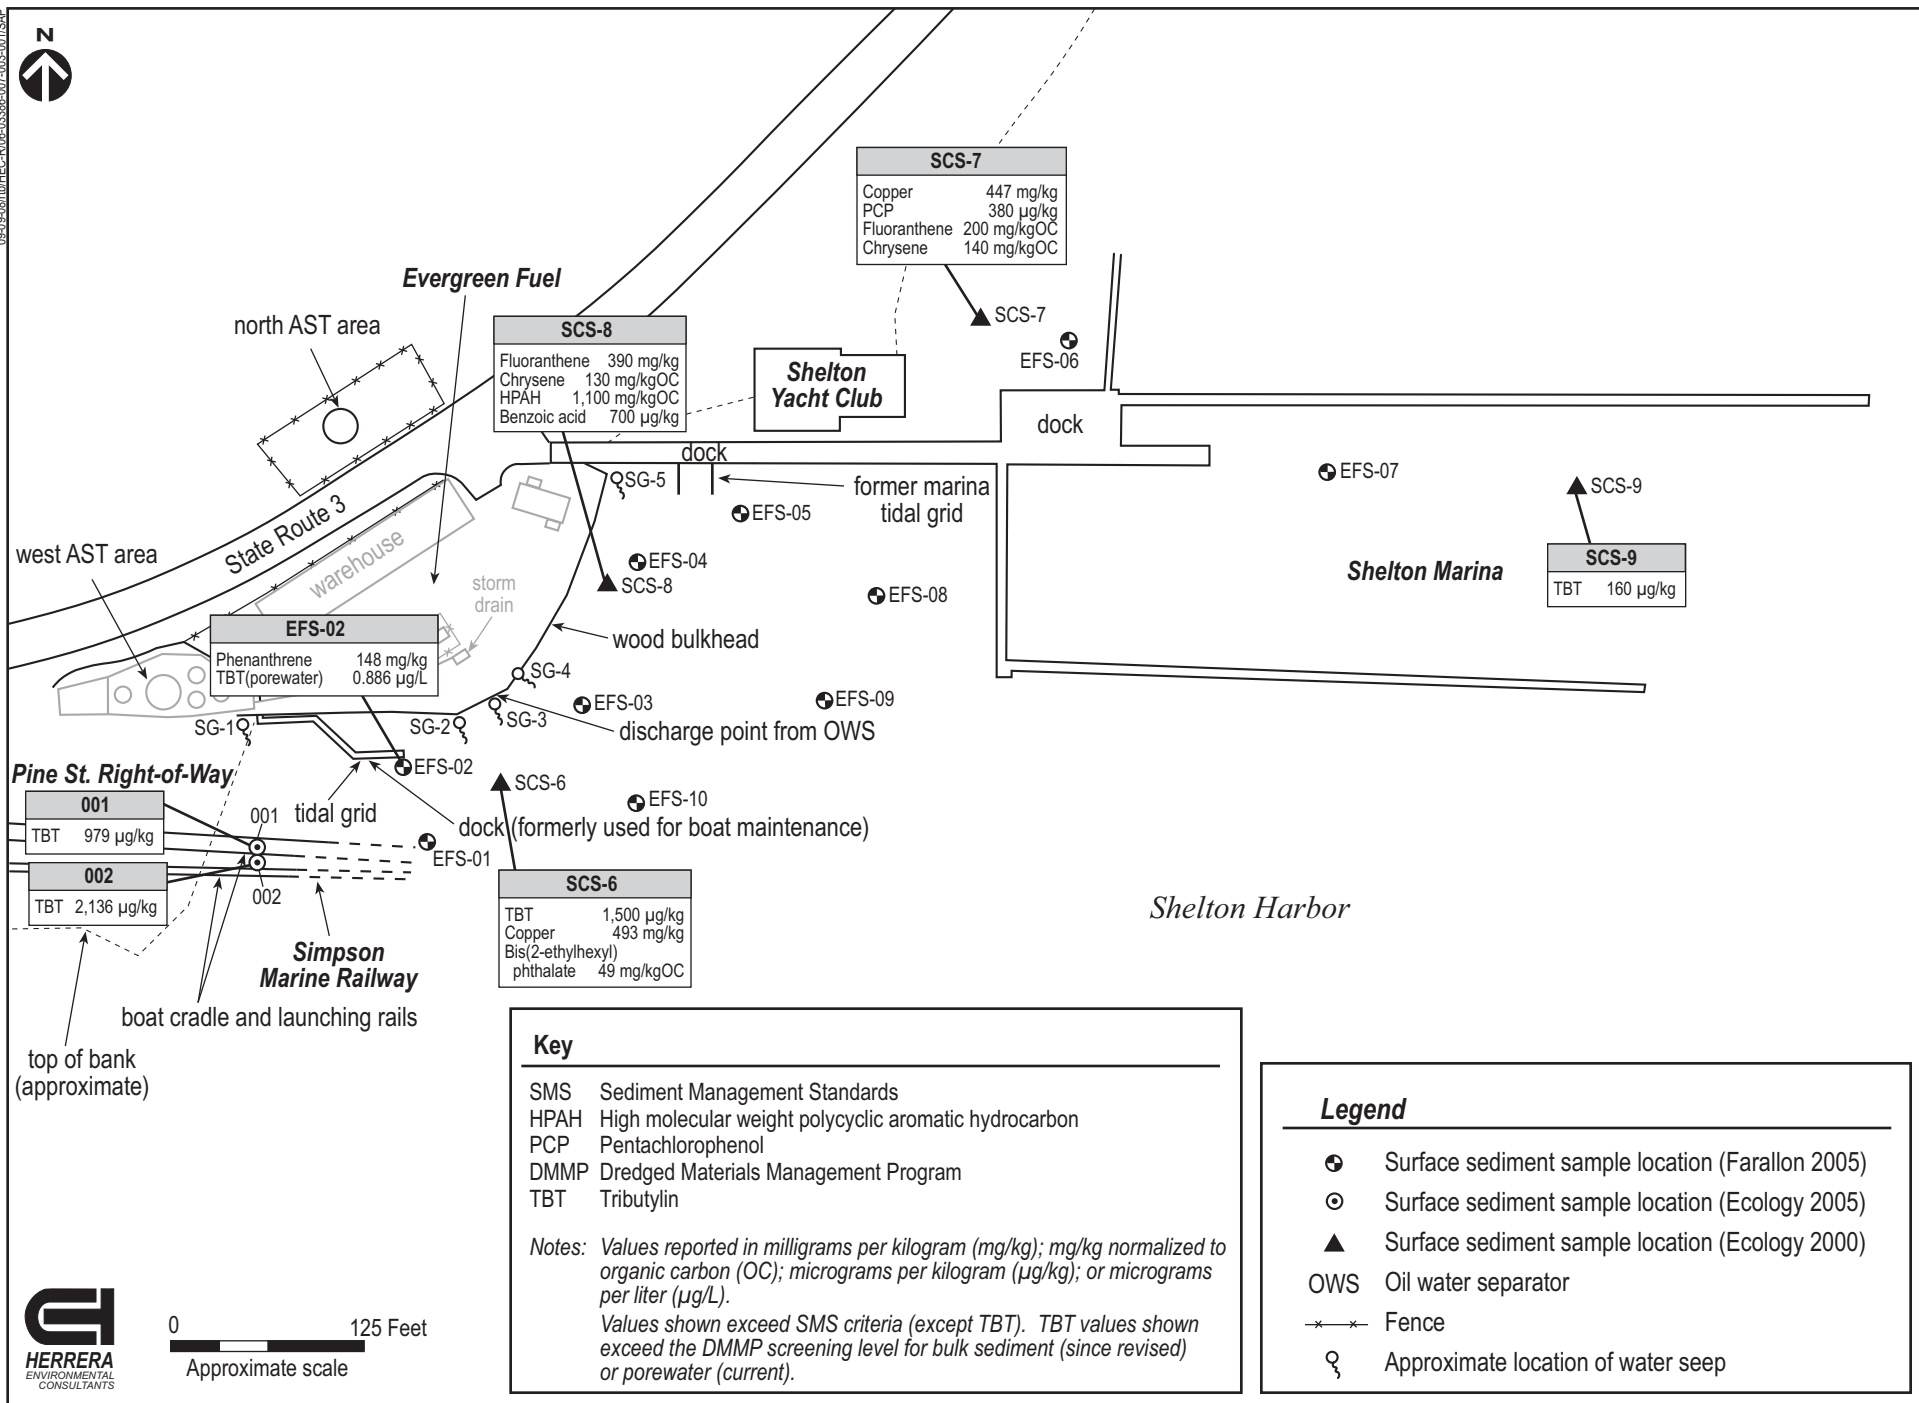 N
SCS-7
Copper 447 mg/kg
PCP 380 µg/kg
Fluoranthene 200 mg/kgOC
Chrysene 140 mg/kgOC
Evergreen Fuel
north AST area
SCS-8
Fluoranthene 390 mg/kg
Chrysene 130 mg/kgOC
HPAH 1,100 mg/kgOC
Benzoic acid 700 µg/kg
SCS-7
EFS-06
Shelton
Yacht Club
dock
dock
SG-5
former marina
tidal grid
EFS-05
EFS-07
SCS-9
State Route 3
west AST area
warehouse
storm
drain
EFS-04
SCS-8
EFS-08
Shelton Marina
SCS-9
TBT 160 µg/kg
EFS-02
Phenanthrene 148 mg/kg
TBT(porewater) 0.886 µg/L
wood bulkhead
SG-4
EFS-03
EFS-09
SG-1
SG-2
SG-3
discharge point from OWS
Pine St. Right-of-Way
EFS-02
SCS-6
EFS-10
001
TBT 979 µg/kg
001
tidal grid
dock (formerly used for boat maintenance)
EFS-01
002
TBT 2,136 µg/kg
002
SCS-6
TBT 1,500 µg/kg
Copper 493 mg/kg
Bis(2-ethylhexyl)
phthalate 49 mg/kgOC
Shelton Harbor
Simpson
Marine Railway
boat cradle and launching rails
top of bank
(approximate)
Key
SMS Sediment Management Standards
HPAH High molecular weight polycyclic aromatic hydrocarbon
PCP Pentachlorophenol
DMMP Dredged Materials Management Program
TBT Tributylin
Notes: Values reported in milligrams per kilogram (mg/kg); mg/kg normalized to
organic carbon (OC); micrograms per kilogram (µg/kg); or micrograms
per liter (µg/L).
Values shown exceed SMS criteria (except TBT). TBT values shown
exceed the DMMP screening level for bulk sediment (since revised)
or porewater (current).
Legend
Surface sediment sample location (Farallon 2005)
Surface sediment sample location (Ecology 2005)
Surface sediment sample location (Ecology 2000)
OWS Oil water separator
Fence
Approximate location of water seep
HERRERA
ENVIRONMENTAL
CONSULTANTS
0 125 Feet
Approximate scale